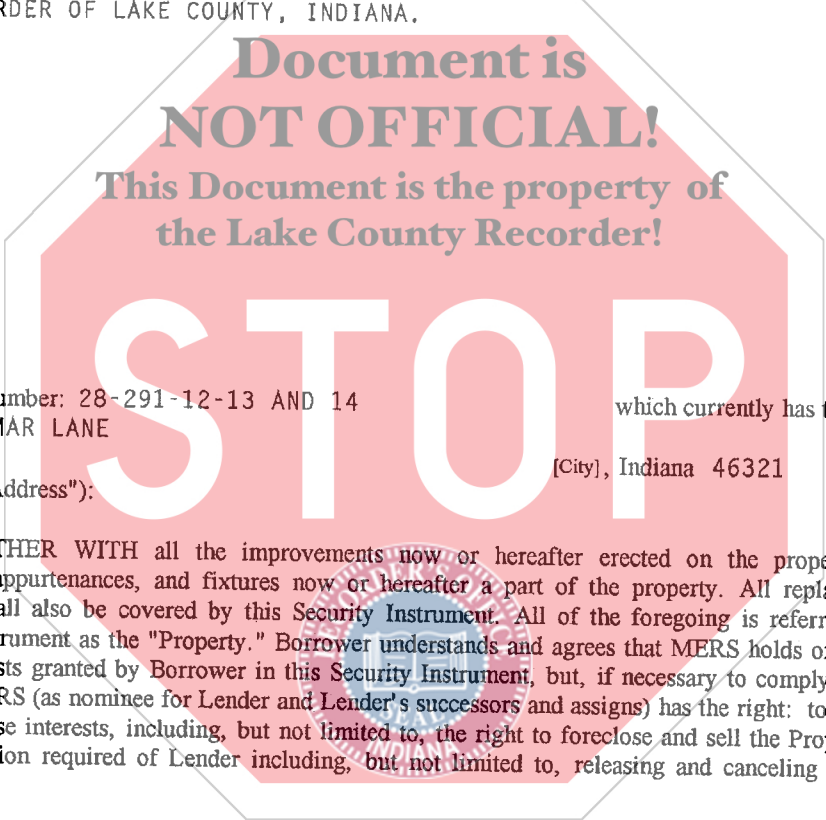 RDER OF LAKE COUNTY, INDIANA.
Document is
NOT OFFICIAL!
This Document is the property of
the Lake County Recorder!
STOP
umber: 28-291-12-13 AND 14 which currently has t
MAR LANE
[City], Indiana 46321
Address"):
THER WITH all the improvements now or hereafter erected on the prope
appurtenances, and fixtures now or hereafter a part of the property. All repla
all also be covered by this Security Instrument. All of the foregoing is referr
rument as the "Property." Borrower understands and agrees that MERS holds o
sts granted by Borrower in this Security Instrument, but, if necessary to comply
RS (as nominee for Lender and Lender's successors and assigns) has the right: to
se interests, including, but not limited to, the right to foreclose and sell the Pro
ion required of Lender including, but not limited to, releasing and canceling
SEAL
INDIANA